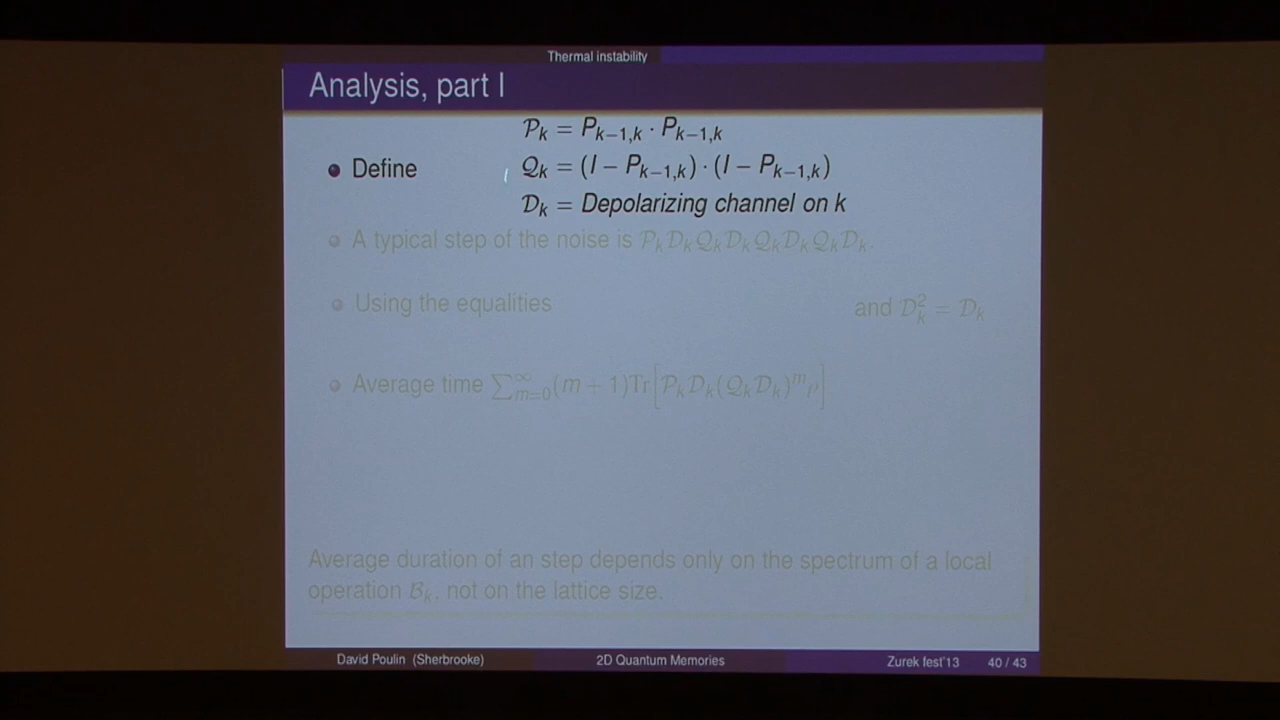 Thermal instability
Analysis, part I
𝒫ₖ = Pₖ₋₁,ₖ · Pₖ₋₁,ₖ
● Define 𝒬ₖ = (I − Pₖ₋₁,ₖ) · (I − Pₖ₋₁,ₖ)
𝒟ₖ = Depolarizing channel on k
● A typical step of the noise is 𝒫ₖ𝒟ₖ𝒬ₖ𝒟ₖ𝒬ₖ𝒟ₖ𝒬ₖ𝒟ₖ.
● Using the equalities and 𝒟ₖ² = 𝒟ₖ
● Average time ∑_{m=0}^{∞}(m + 1)Tr[𝒫ₖ𝒟ₖ(𝒬ₖ𝒟ₖ)ᵐρ]
Average duration of an step depends only on the spectrum of a local
operation ℬₖ, not on the lattice size.
David Poulin (Sherbrooke) 2D Quantum Memories Zurek fest'13 40 / 43